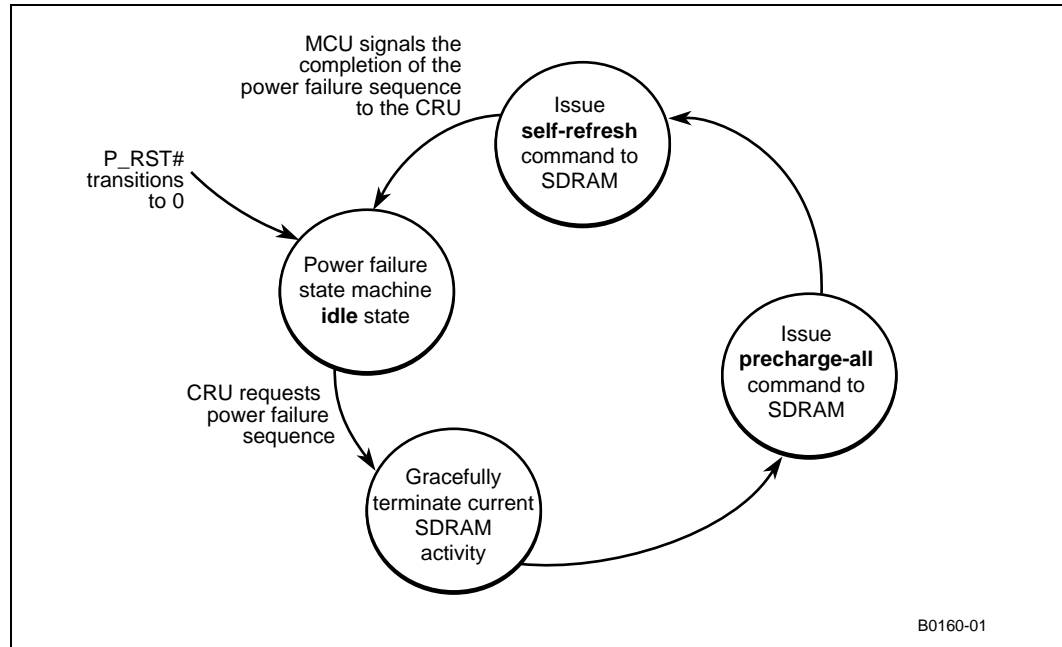 MCU signals the
completion of the
power failure sequence
to the CRU
Issue
self-refresh
command to
SDRAM
P_RST#
transitions
to 0
Power failure
state machine
idle state
Issue
precharge-all
command to
SDRAM
CRU requests
power failure
sequence
Gracefully
terminate current
SDRAM
activity
B0160-01